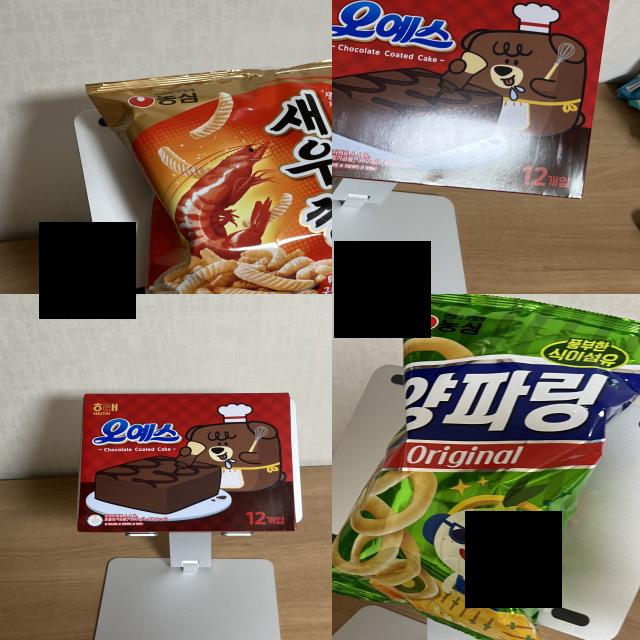 농심
새우
오예스
- Chocolate Coated Cake -
12개입
해태
HAITAI
오예스
- Chocolate Coated Cake -
12개입
농심
풍부한
식이섬유
양파링
Original